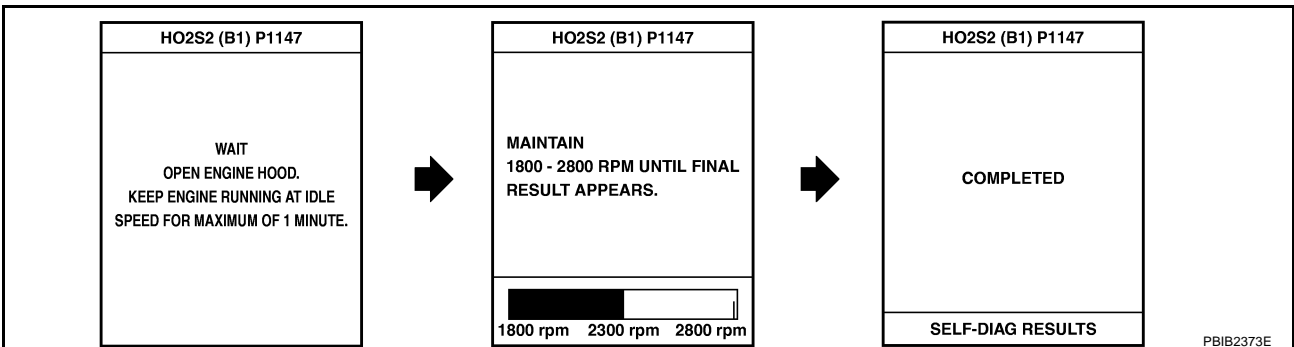 HO2S2 (B1) P1147
WAIT
OPEN ENGINE HOOD.
KEEP ENGINE RUNNING AT IDLE
SPEED FOR MAXIMUM OF 1 MINUTE.
HO2S2 (B1) P1147
MAINTAIN
1800 - 2800 RPM UNTIL FINAL
RESULT APPEARS.
1800 rpm 2300 rpm 2800 rpm
HO2S2 (B1) P1147
COMPLETED
SELF-DIAG RESULTS
PBIB2373E